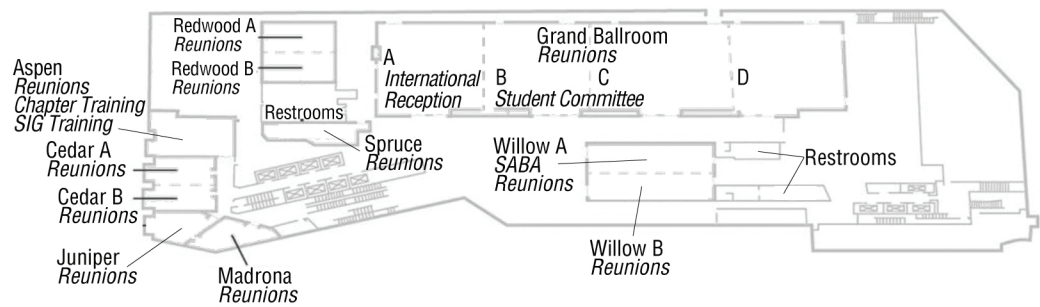 Redwood A
Reunions
Redwood B
Reunions
Aspen
Reunions
Chapter Training
SIG Training
Restrooms
Cedar A
Reunions
Cedar B
Reunions
Juniper
Reunions
Madrona
Reunions
Spruce
Reunions
Grand Ballroom
Reunions
A
International
Reception
B
C
Student Committee
D
Willow A
SABA
Reunions
Restrooms
Willow B
Reunions